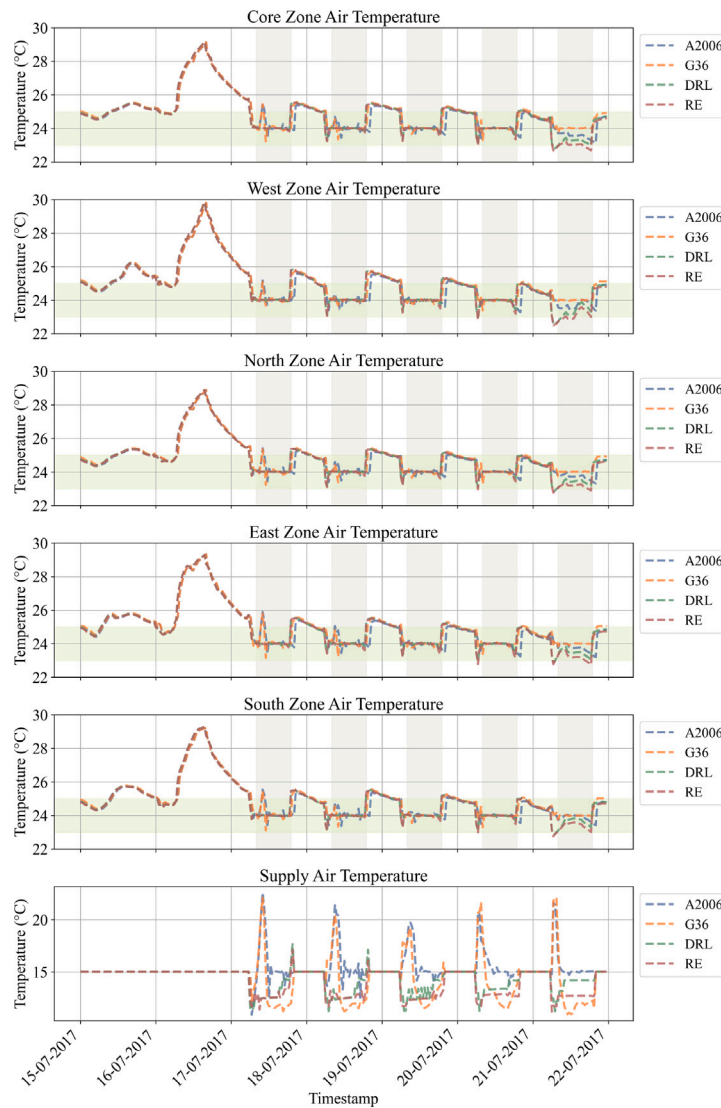 Core Zone Air Temperature
Temperature (°C)
30
28
26
24
22
A2006
G36
DRL
RE
West Zone Air Temperature
Temperature (°C)
30
28
26
24
22
A2006
G36
DRL
RE
North Zone Air Temperature
Temperature (°C)
30
28
26
24
22
A2006
G36
DRL
RE
East Zone Air Temperature
Temperature (°C)
30
28
26
24
22
A2006
G36
DRL
RE
South Zone Air Temperature
Temperature (°C)
30
28
26
24
22
A2006
G36
DRL
RE
Supply Air Temperature
Temperature (°C)
20
15
A2006
G36
DRL
RE
15-07-2017
16-07-2017
17-07-2017
18-07-2017
19-07-2017
20-07-2017
21-07-2017
22-07-2017
Timestamp